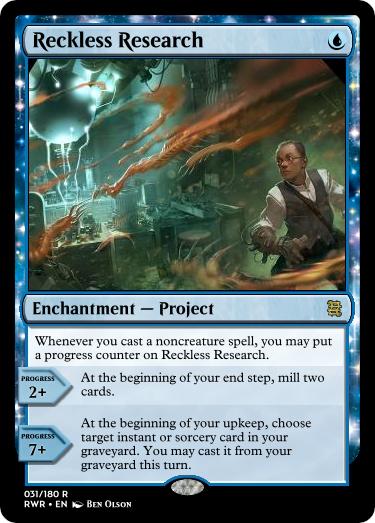 Reckless Research
Enchantment — Project
Whenever you cast a noncreature spell, you may put
a progress counter on Reckless Research.
PROGRESS
2+
At the beginning of your end step, mill two
cards.
PROGRESS
7+
At the beginning of your upkeep, choose
target instant or sorcery card in your
graveyard. You may cast it from your
graveyard this turn.
031/180 R
RWR • EN Ben Olson